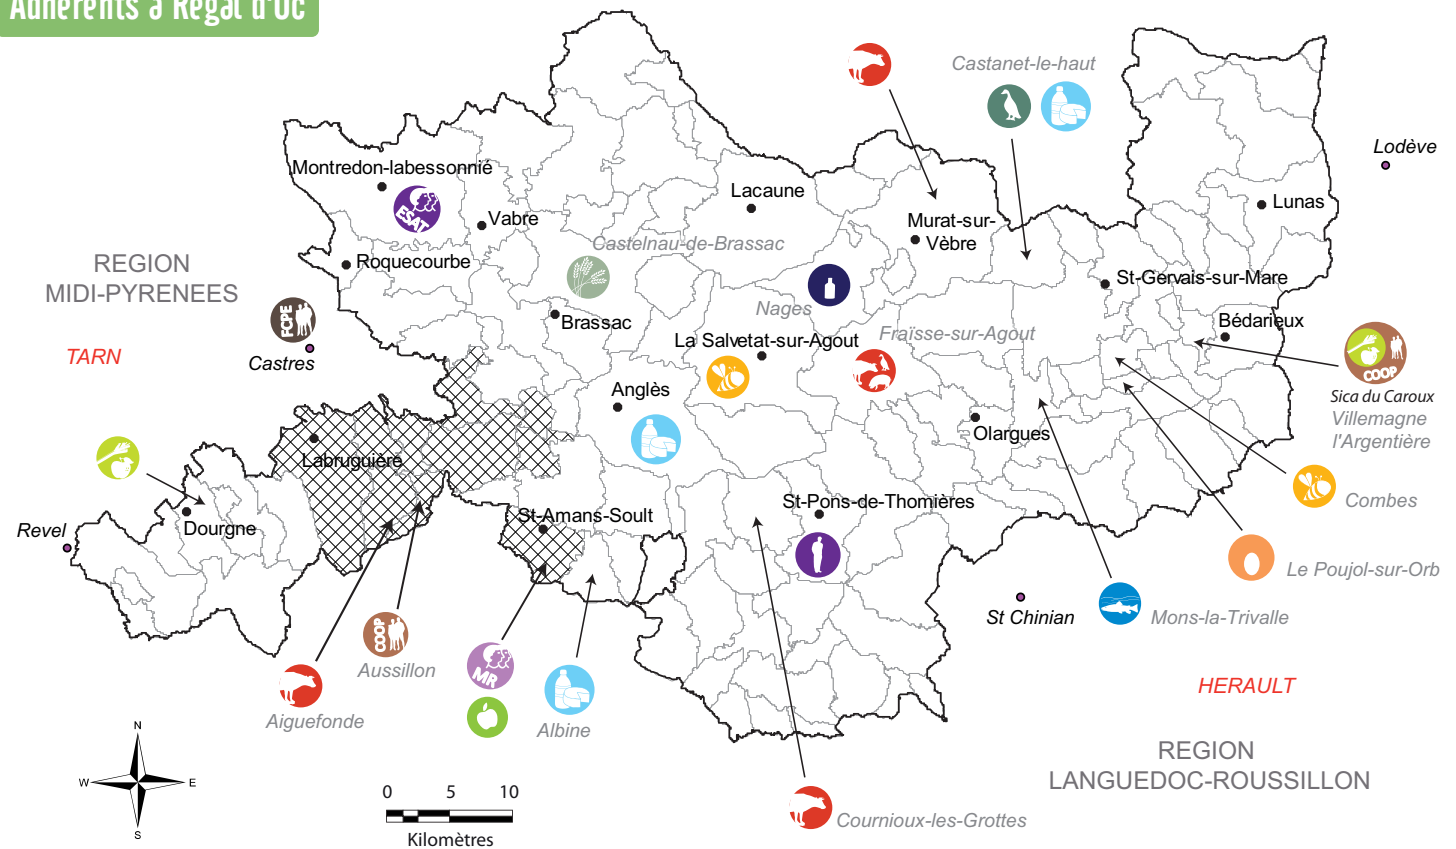 Adhérents à Régal d'Oc
Castanet-le-haut
Lodève
Montredon-labessonnié
ESAT
Vabre
Lacaune
Lunas
Murat-sur-
Vèbre
Castelnau-de-Brassac
REGION
MIDI-PYRENEES
Roquecourbe
St-Gervais-sur-Mare
Nages
FCPE
Brassac
Bédarieux
Fraïsse-sur-Agout
La Salvetat-sur-Agout
TARN
Castres
COOP
Sica du Caroux
Villemagne
l'Argentière
Anglès
Olargues
Labruguière
Combes
St-Pons-de-Thomières
St-Amans-Soult
Revel
Dourgne
Le Poujol-sur-Orb
St Chinian
Mons-la-Trivalle
COOP
Aussillon
MR
HERAULT
Aiguefonde
Albine
REGION
LANGUEDOC-ROUSSILLON
N
W
E
S
0 5 10
Kilomètres
Cournioux-les-Grottes